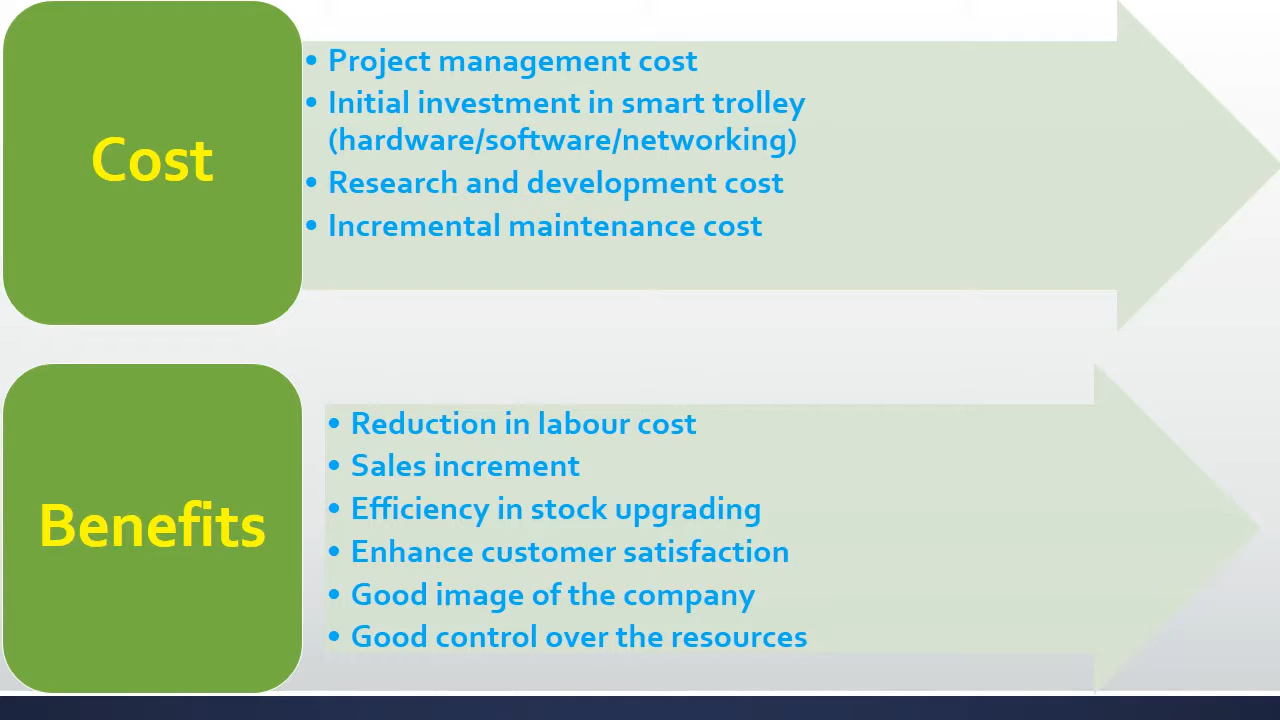 Cost
• Project management cost
• Initial investment in smart trolley
(hardware/software/networking)
• Research and development cost
• Incremental maintenance cost
Benefits
• Reduction in labour cost
• Sales increment
• Efficiency in stock upgrading
• Enhance customer satisfaction
• Good image of the company
• Good control over the resources